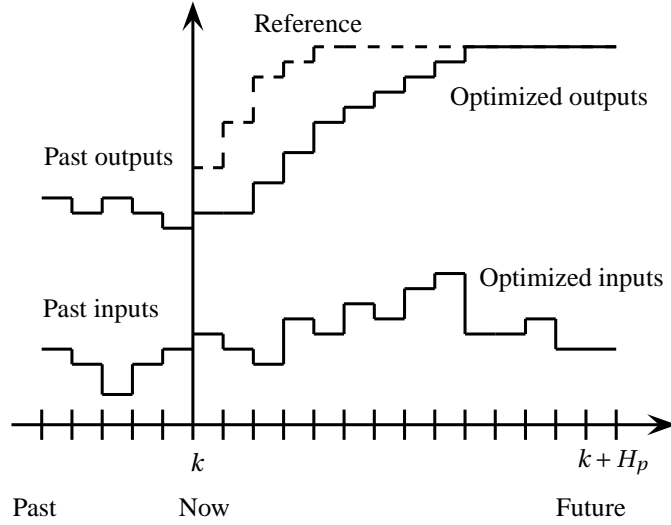 Reference
Optimized outputs
Past outputs
Optimized inputs
Past inputs
k
k + H_p
Past
Now
Future